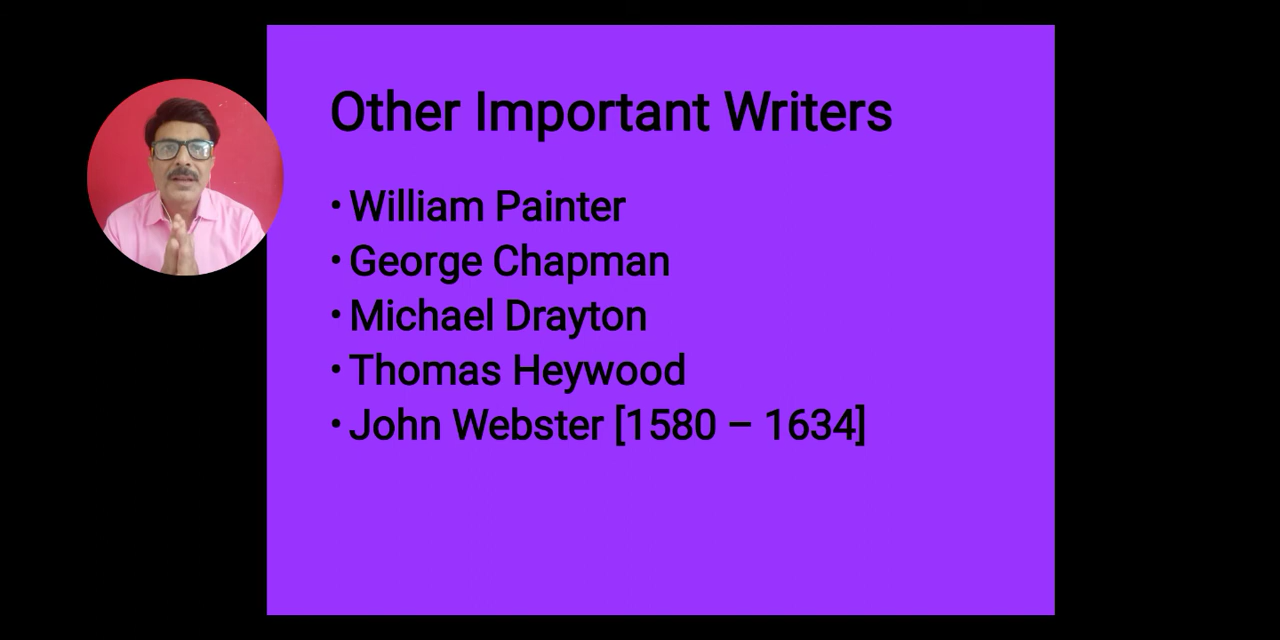 Other Important Writers
• William Painter
• George Chapman
• Michael Drayton
• Thomas Heywood
• John Webster [1580 – 1634]